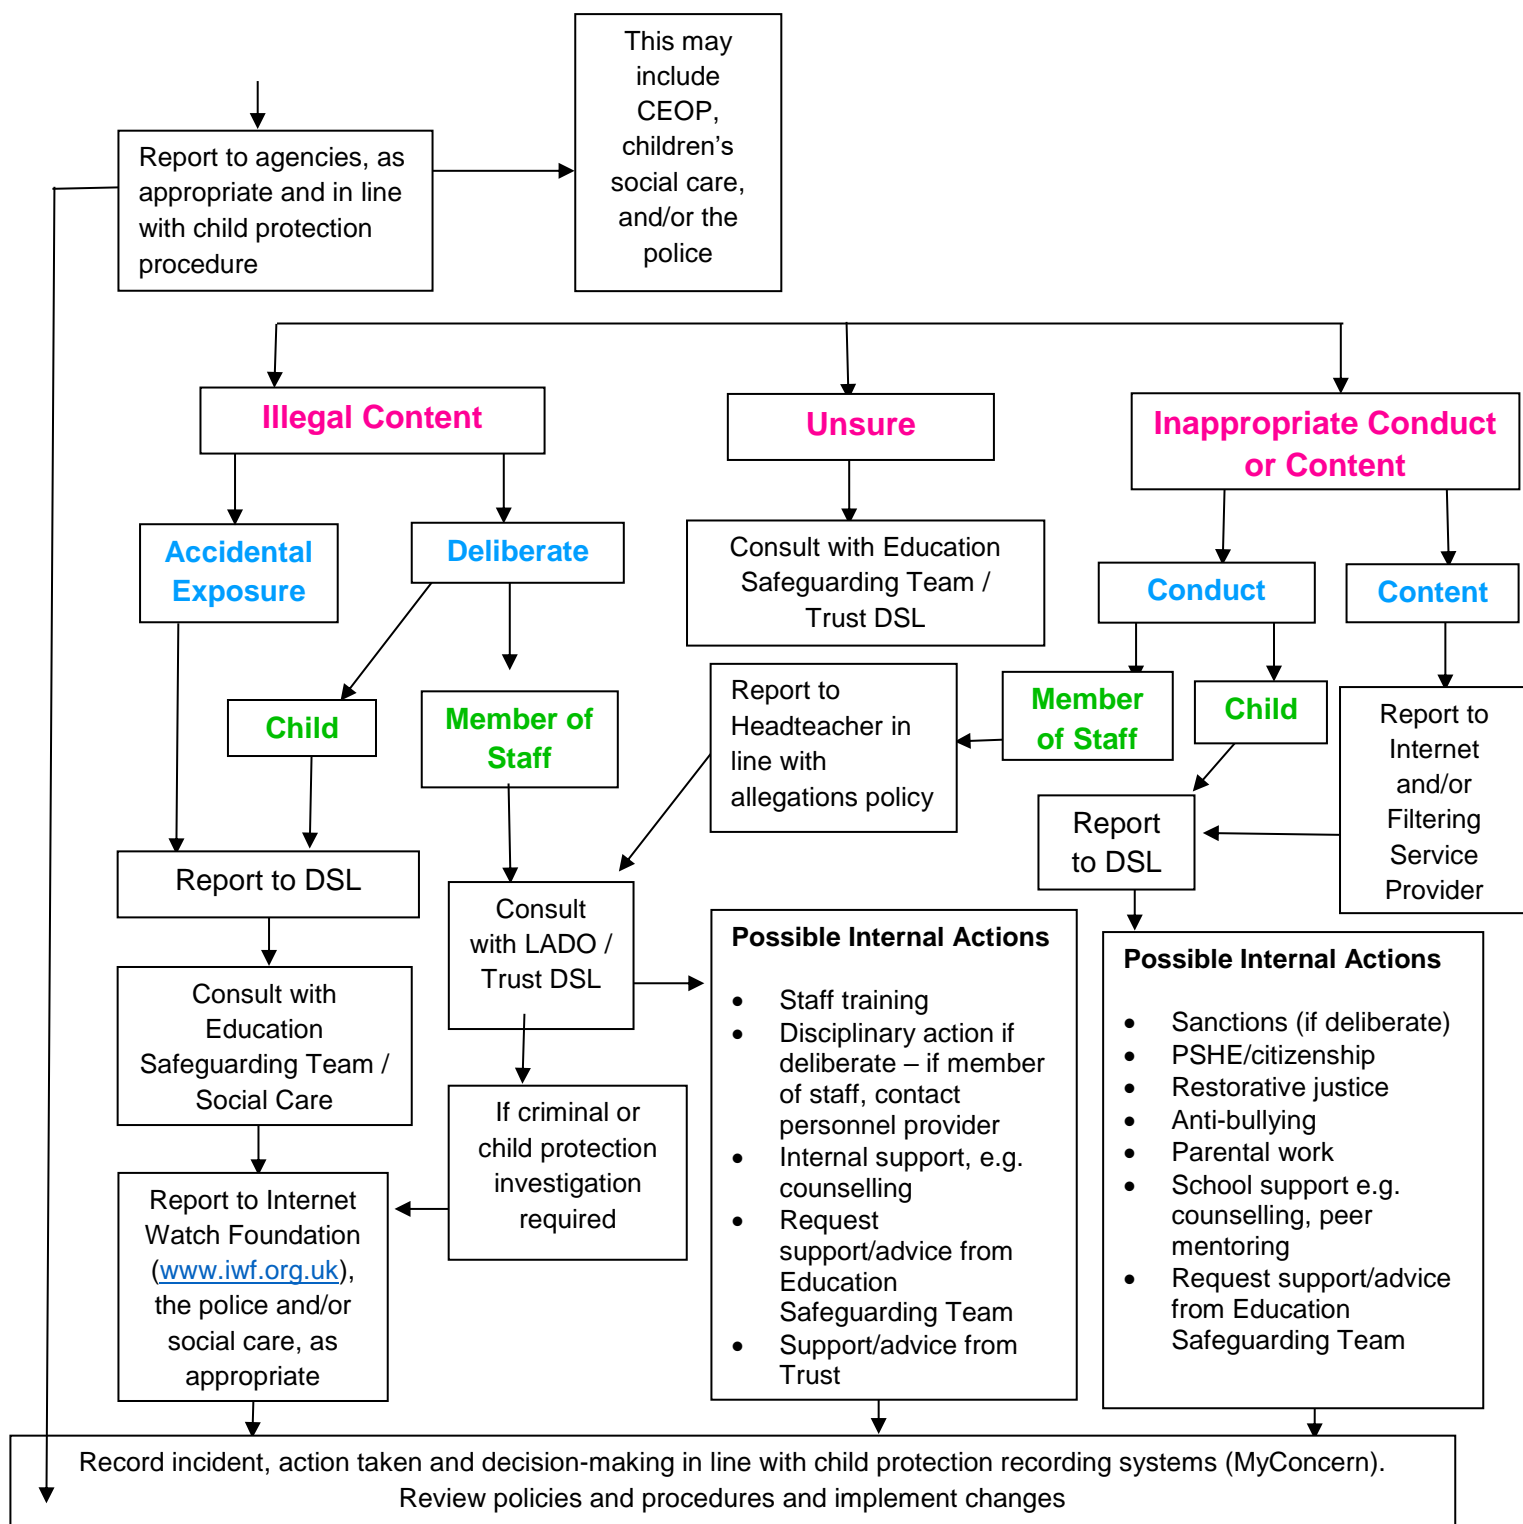 This may
include
CEOP,
children’s
social care,
and/or the
police
Report to agencies, as
appropriate and in line
with child protection
procedure
Illegal Content
Unsure
Inappropriate Conduct
or Content
Accidental
Exposure
Deliberate
Consult with Education
Safeguarding Team /
Trust DSL
Conduct
Content
Child
Member of
Staff
Report to
Headteacher in
line with
allegations policy
Member
of Staff
Child
Report to
Internet
and/or
Filtering
Service
Provider
Report to DSL
Consult
with LADO /
Trust DSL
Report
to DSL
Consult with
Education
Safeguarding Team /
Social Care
If criminal or
child protection
investigation
required
Report to Internet
Watch Foundation
(www.iwf.org.uk),
the police and/or
social care, as
appropriate
Possible Internal Actions
• Staff training
• Disciplinary action if
deliberate – if member
of staff, contact
personnel provider
• Internal support, e.g.
counselling
• Request
support/advice from
Education
Safeguarding Team
• Support/advice from
Trust
Possible Internal Actions
• Sanctions (if deliberate)
• PSHE/citizenship
• Restorative justice
• Anti-bullying
• Parental work
• School support e.g.
counselling, peer
mentoring
• Request support/advice
from Education
Safeguarding Team
Record incident, action taken and decision-making in line with child protection recording systems (MyConcern).
Review policies and procedures and implement changes